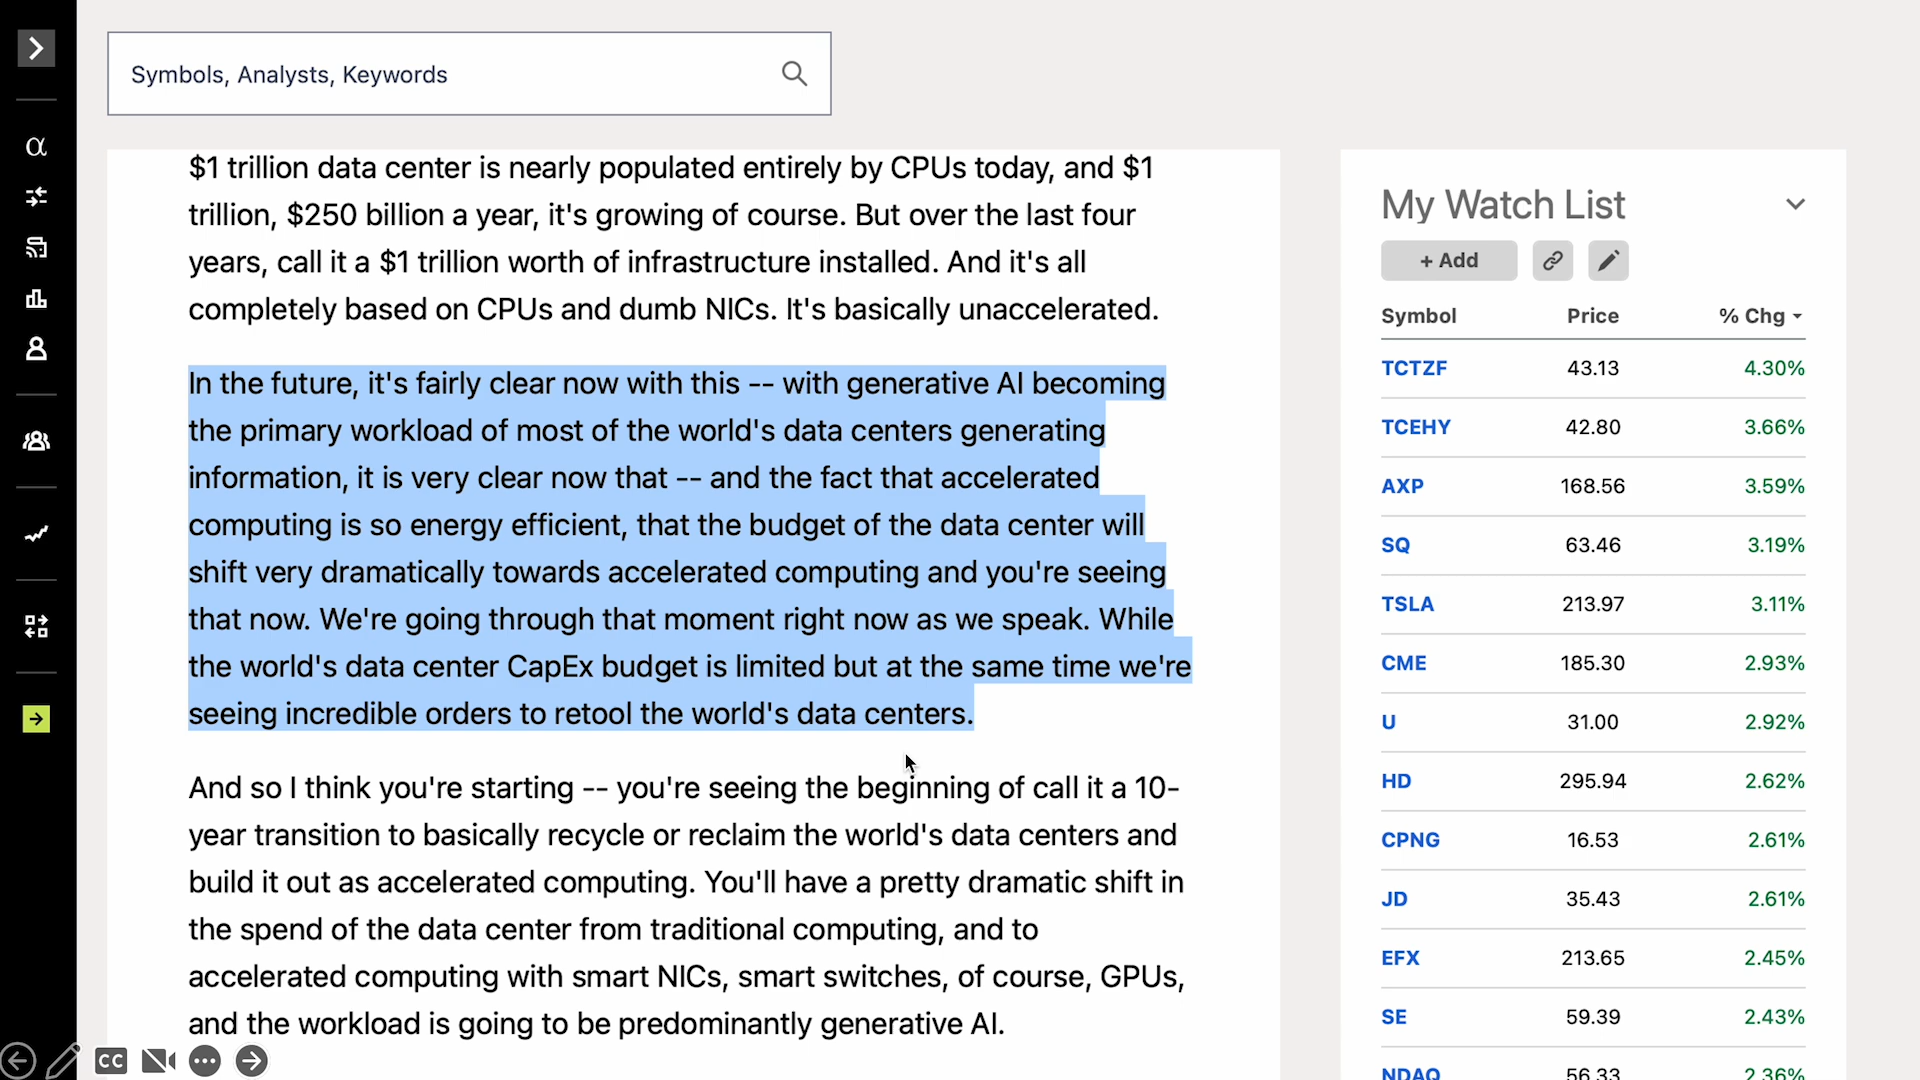 Symbols, Analysts, Keywords
$1 trillion data center is nearly populated entirely by CPUs today, and $1
trillion, $250 billion a year, it's growing of course. But over the last four
years, call it a $1 trillion worth of infrastructure installed. And it's all
completely based on CPUs and dumb NICs. It's basically unaccelerated.
In the future, it's fairly clear now with this -- with generative AI becoming
the primary workload of most of the world's data centers generating
information, it is very clear now that -- and the fact that accelerated
computing is so energy efficient, that the budget of the data center will
shift very dramatically towards accelerated computing and you're seeing
that now. We're going through that moment right now as we speak. While
the world's data center CapEx budget is limited but at the same time we're
seeing incredible orders to retool the world's data centers.
And so I think you're starting -- you're seeing the beginning of call it a 10-
year transition to basically recycle or reclaim the world's data centers and
build it out as accelerated computing. You'll have a pretty dramatic shift in
the spend of the data center from traditional computing, and to
accelerated computing with smart NICs, smart switches, of course, GPUs,
and the workload is going to be predominantly generative AI.
My Watch List
+ Add
Symbol Price % Chg
TCTZF 43.13 4.30%
TCEHY 42.80 3.66%
AXP 168.56 3.59%
SQ 63.46 3.19%
TSLA 213.97 3.11%
CME 185.30 2.93%
U 31.00 2.92%
HD 295.94 2.62%
CPNG 16.53 2.61%
JD 35.43 2.61%
EFX 213.65 2.45%
SE 59.39 2.43%
NDAQ 56.33 2.36%
α
CC